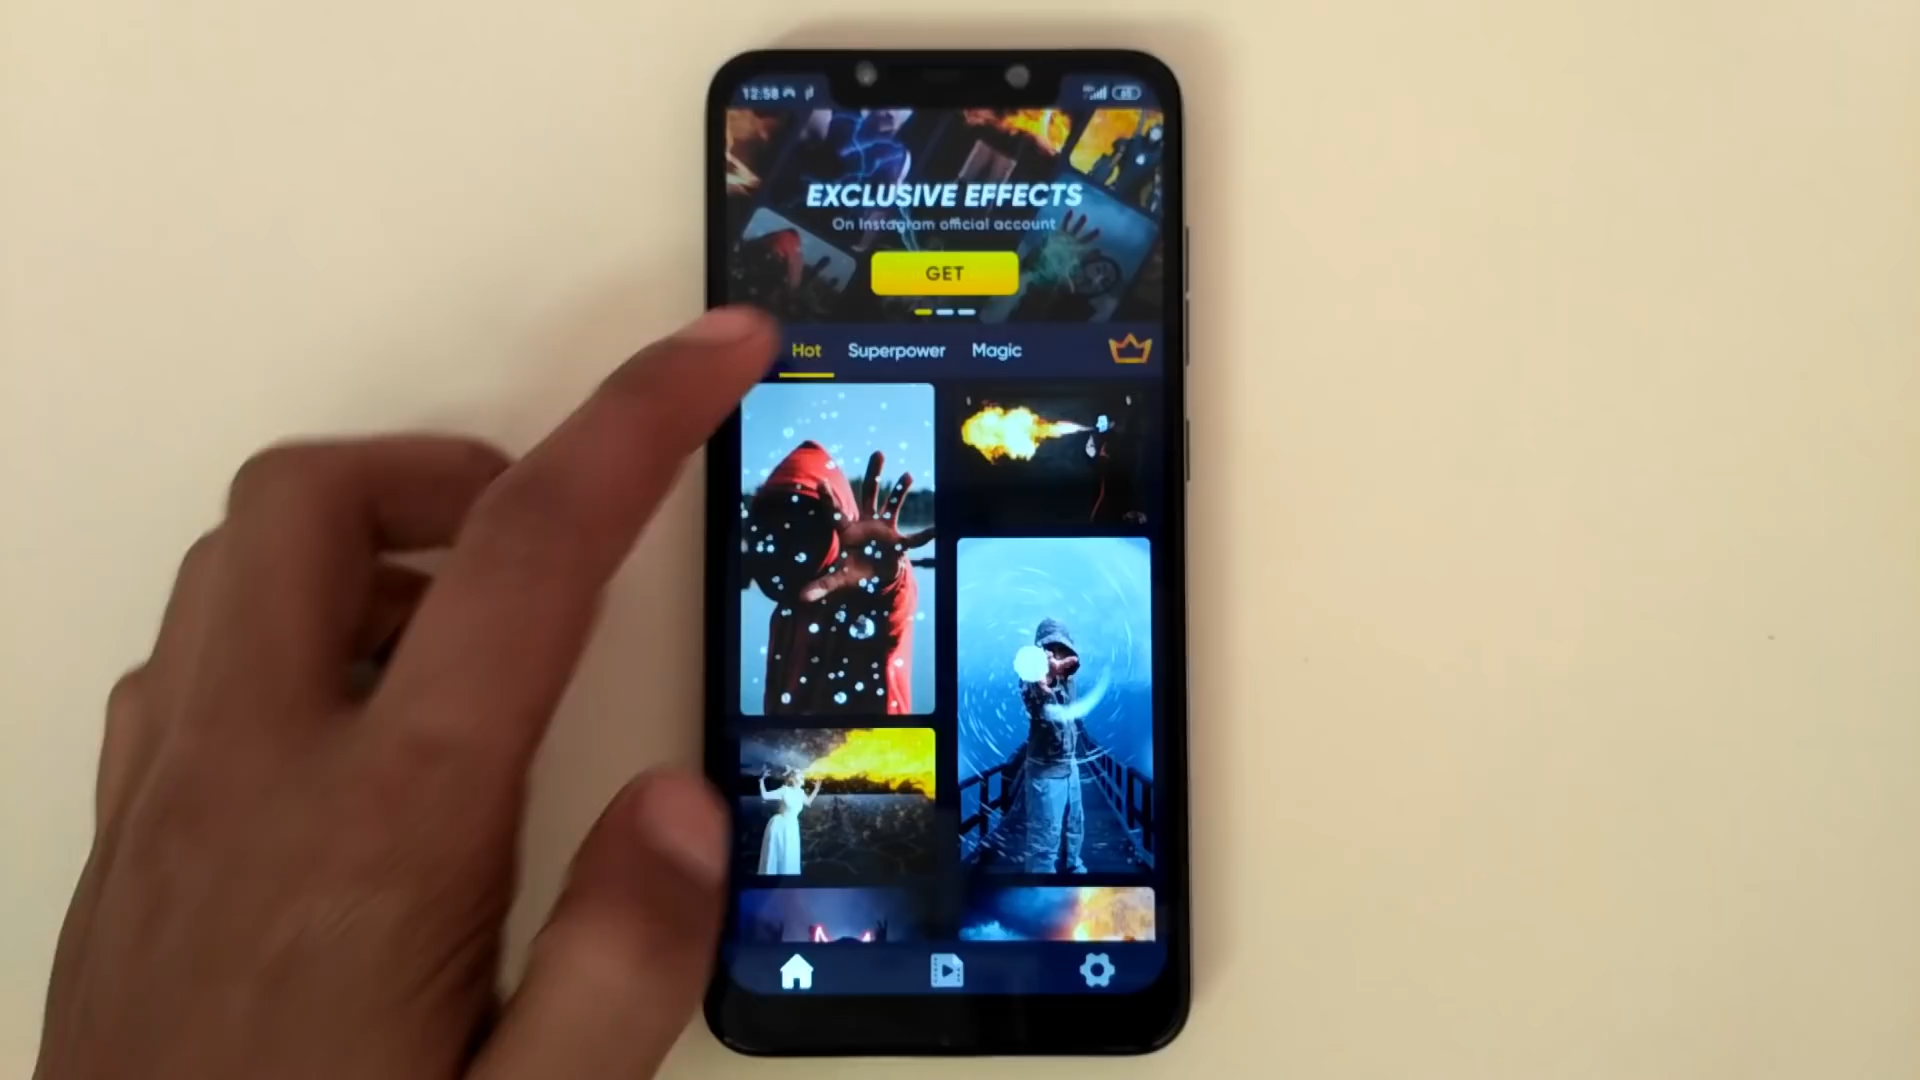 12:58
EXCLUSIVE EFFECTS
On Instagram official account
GET
Hot Superpower Magic